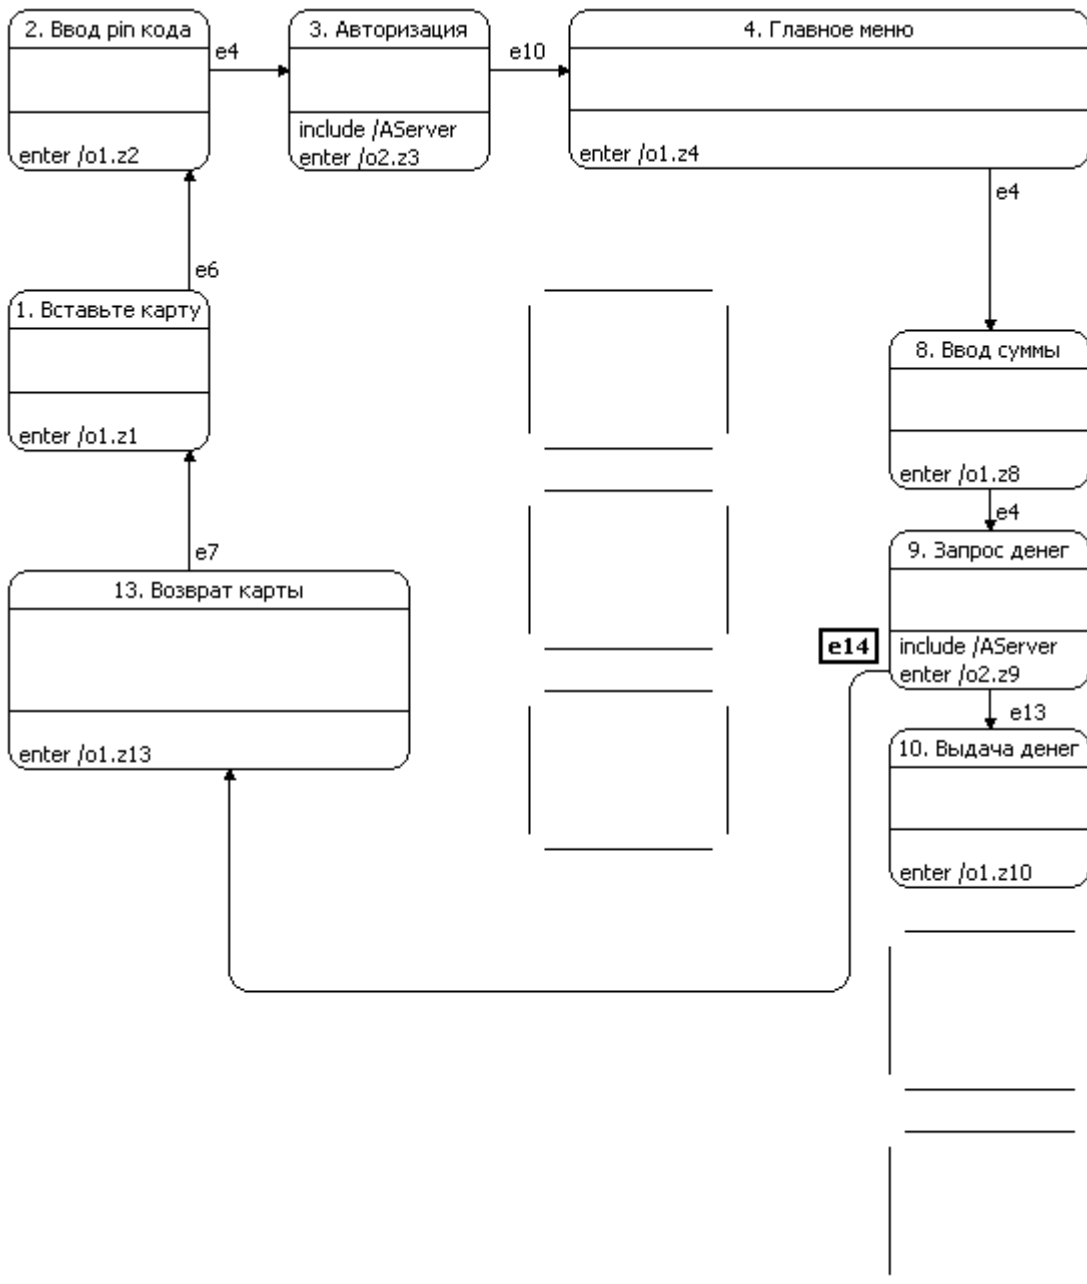 2. Ввод pin кода
enter /o1.z2
e4
3. Авторизация
include /AServer
enter /o2.z3
e10
4. Главное меню
enter /o1.z4
e4
e6
1. Вставьте карту
enter /o1.z1
8. Ввод суммы
enter /o1.z8
e4
e7
13. Возврат карты
enter /o1.z13
9. Запрос денег
include /AServer
enter /o2.z9
e14
e13
10. Выдача денег
enter /o1.z10